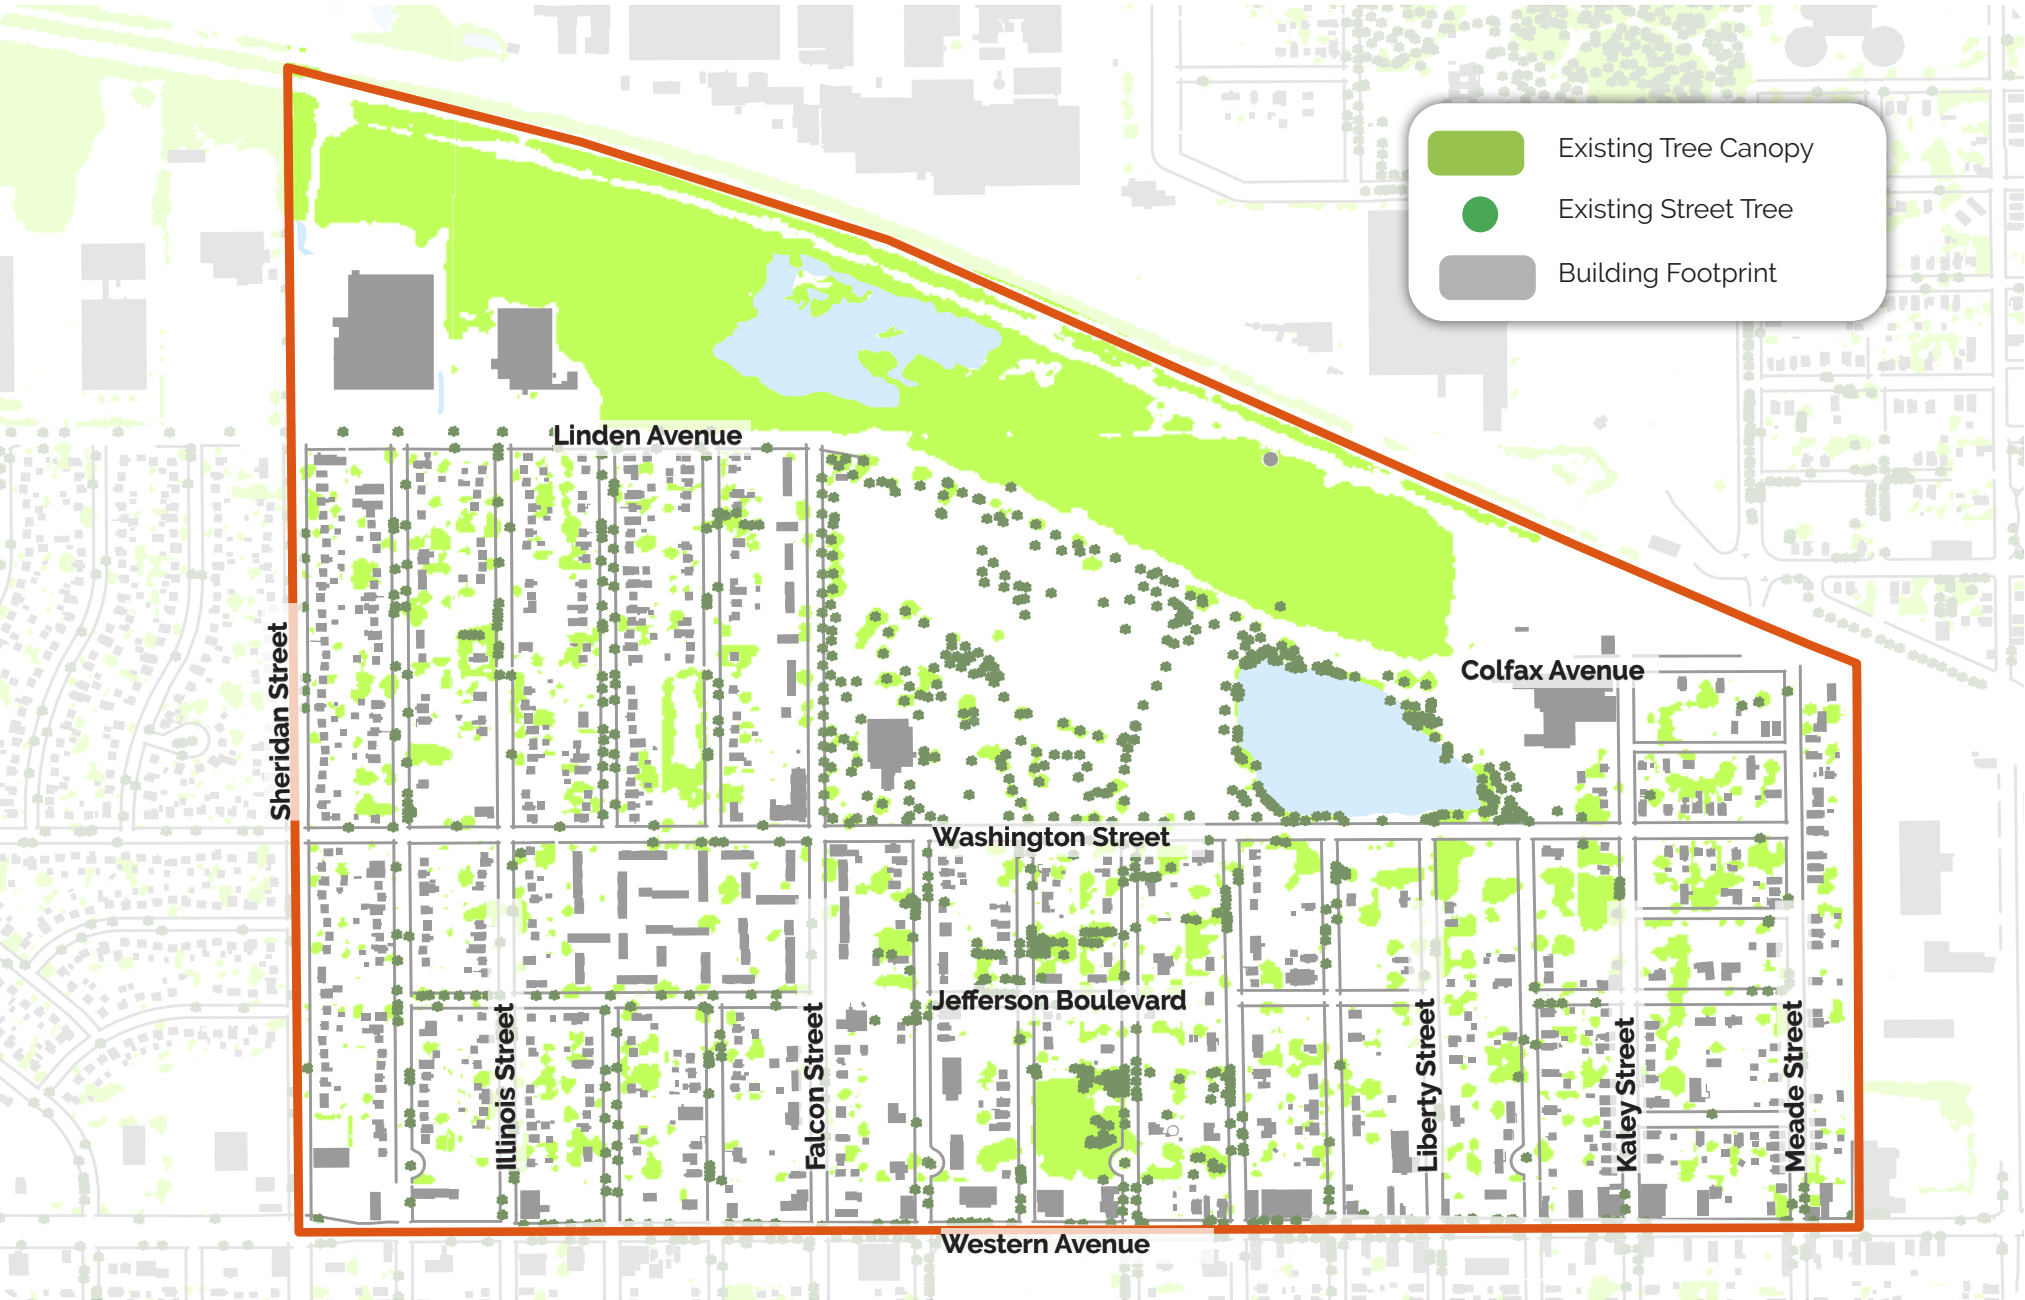 Existing Tree Canopy
Existing Street Tree
Building Footprint
Linden Avenue
Colfax Avenue
Sheridan Street
Washington Street
Jefferson Boulevard
Illinois Street
Falcon Street
Liberty Street
Kaley Street
Meade Street
Western Avenue